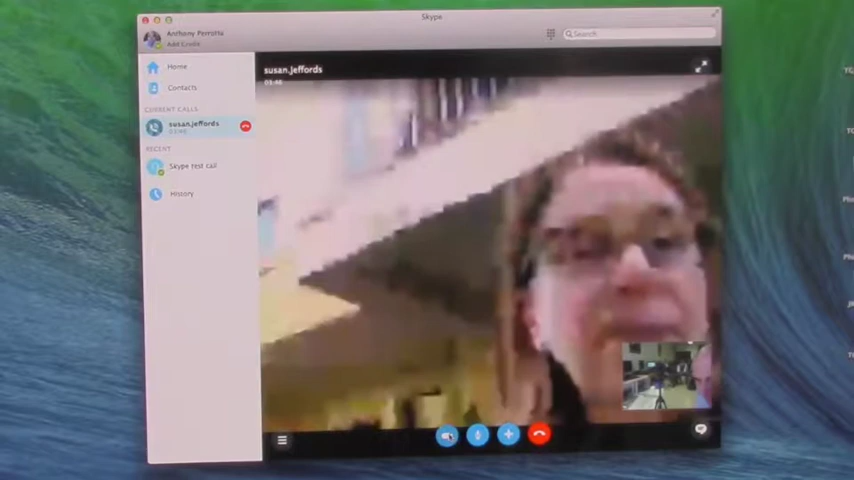 Skype
Anthony Perrotta
Search
Home
Contacts
CURRENT CALLS
susan.jeffords
RECENT
Skype test call
History
susan.jeffords